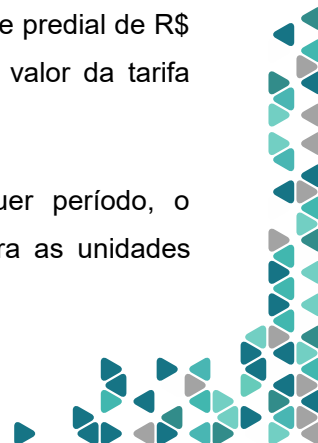 e predial de R$
valor da tarifa
uer período, o
ra as unidades